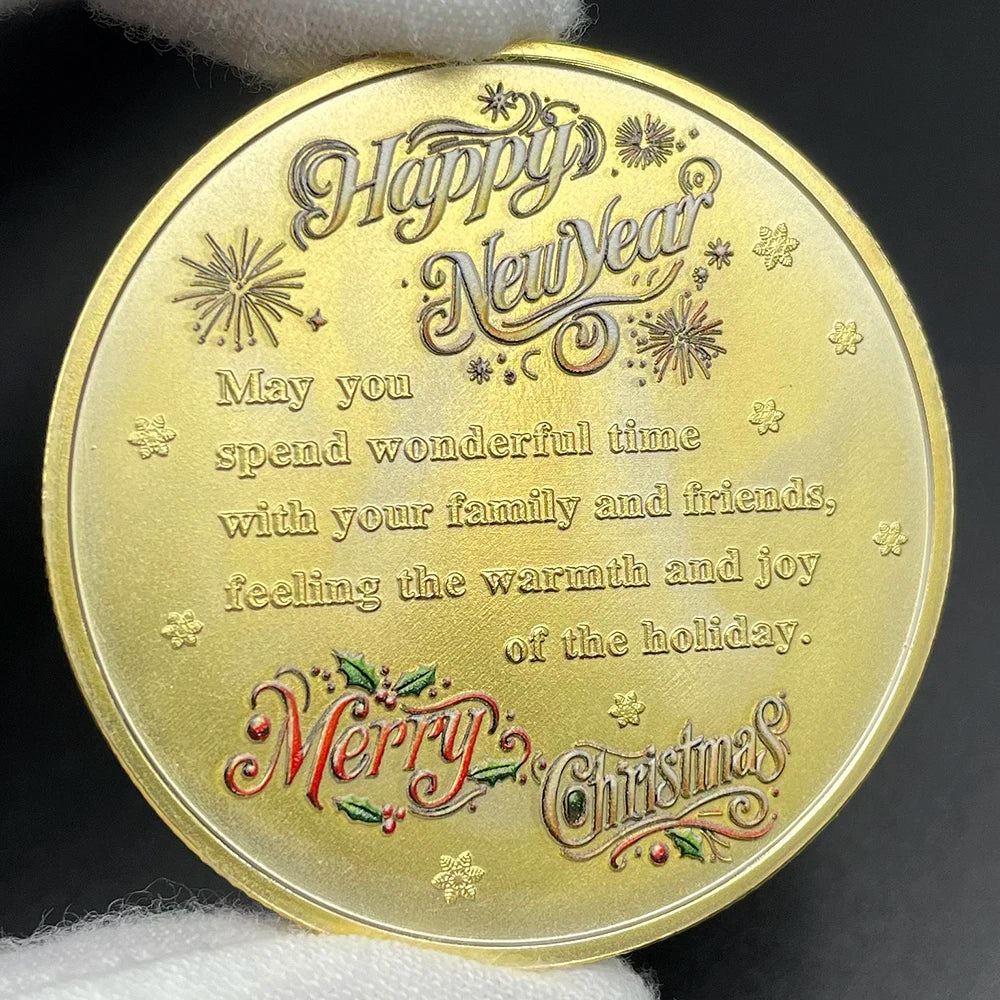 Happy
New Year
May you
spend wonderful time
with your family and friends,
feeling the warmth and joy
of the holiday.
Merry
Christmas